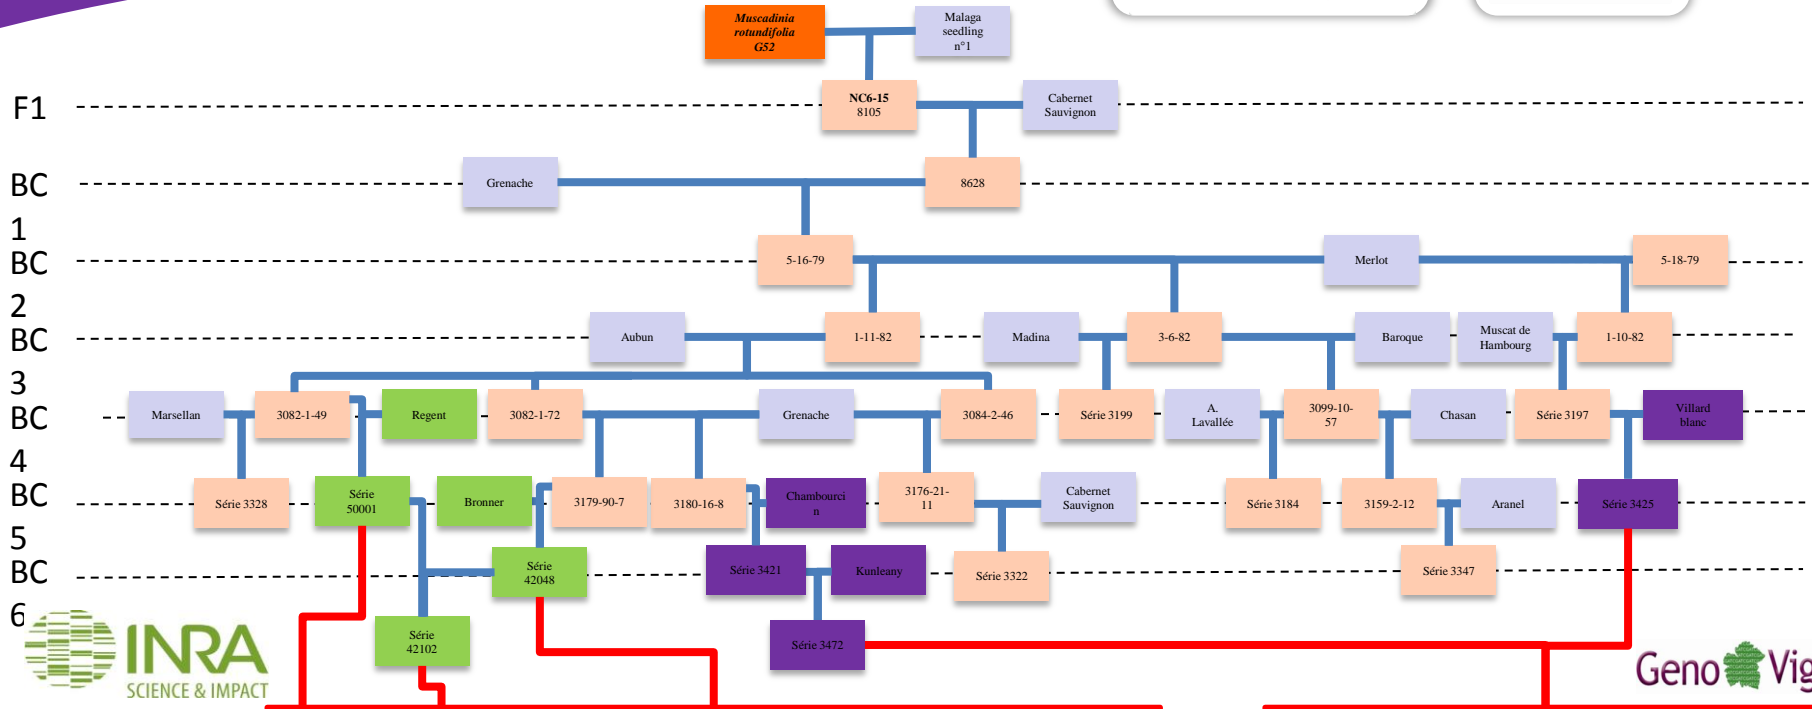 Muscadinia
rotundifolia
G52
Malaga
seedling
n°1
F1
NC6-15
8105
Cabernet
Sauvignon
BC
1
Grenache
8628
BC
2
5-16-79
Merlot
5-18-79
BC
3
Aubun
1-11-82
Madina
3-6-82
Baroque
Muscat de
Hambourg
1-10-82
BC
4
Marsellan
3082-1-49
Regent
3082-1-72
Grenache
3084-2-46
Série 3199
A.
Lavallée
3099-10-
57
Chasan
Série 3197
Villard
blanc
BC
5
Série 3328
Série
50001
Bronner
3179-90-7
3180-16-8
Chambourci
n
3176-21-
11
Cabernet
Sauvignon
Série 3184
3159-2-12
Aranel
Série 3425
BC
6
Série
42048
Série 3421
Kunleany
Série 3322
Série 3347
Série
42102
Série 3472
INRA
SCIENCE & IMPACT
Geno Vig